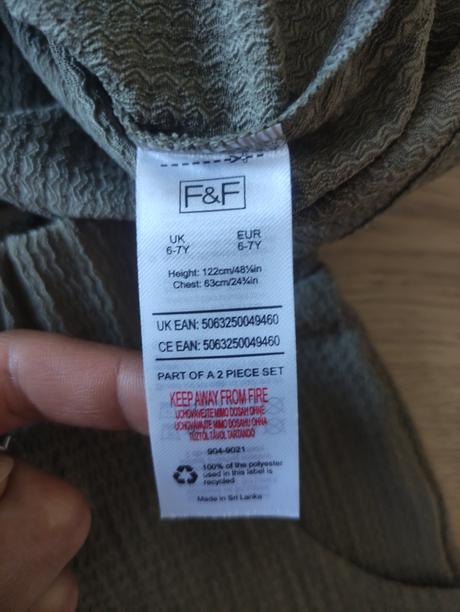 F&F
UK EUR
6-7Y 6-7Y
Height: 122cm/48¼in
Chest: 63cm/24¾in
UK EAN: 5063250049460
CE EAN: 5063250049460
PART OF A 2 PIECE SET
KEEP AWAY FROM FIRE
UCHOVÁVEJTE MIMO DOSAH OHNĚ
UCHOVÁVAJTE MIMO DOSAHU OHŇA
TŰZTŐL TÁVOL TARTANDÓ
904-9021
100% of the polyester
used in this label is
recycled
Made in Sri Lanka